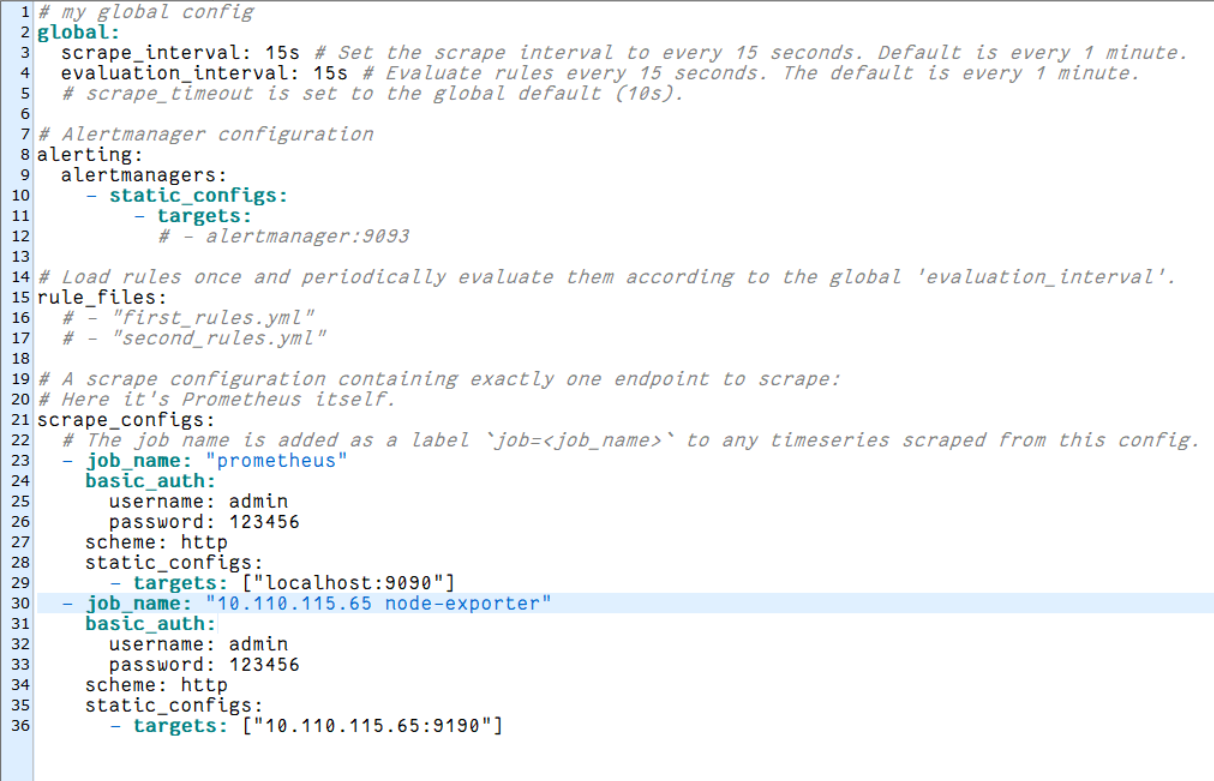 1 # my global config
2 global:
3   scrape_interval: 15s # Set the scrape interval to every 15 seconds. Default is every 1 minute.
4   evaluation_interval: 15s # Evaluate rules every 15 seconds. The default is every 1 minute.
5   # scrape_timeout is set to the global default (10s).
6
7 # Alertmanager configuration
8 alerting:
9   alertmanagers:
10     - static_configs:
11         - targets:
12           # - alertmanager:9093
13
14 # Load rules once and periodically evaluate them according to the global 'evaluation_interval'.
15 rule_files:
16   # - "first_rules.yml"
17   # - "second_rules.yml"
18
19 # A scrape configuration containing exactly one endpoint to scrape:
20 # Here it's Prometheus itself.
21 scrape_configs:
22   # The job name is added as a label `job=<job_name>` to any timeseries scraped from this config.
23   - job_name: "prometheus"
24     basic_auth:
25       username: admin
26       password: 123456
27     scheme: http
28     static_configs:
29       - targets: ["localhost:9090"]
30   - job_name: "10.110.115.65 node-exporter"
31     basic_auth:
32       username: admin
33       password: 123456
34     scheme: http
35     static_configs:
36       - targets: ["10.110.115.65:9190"]